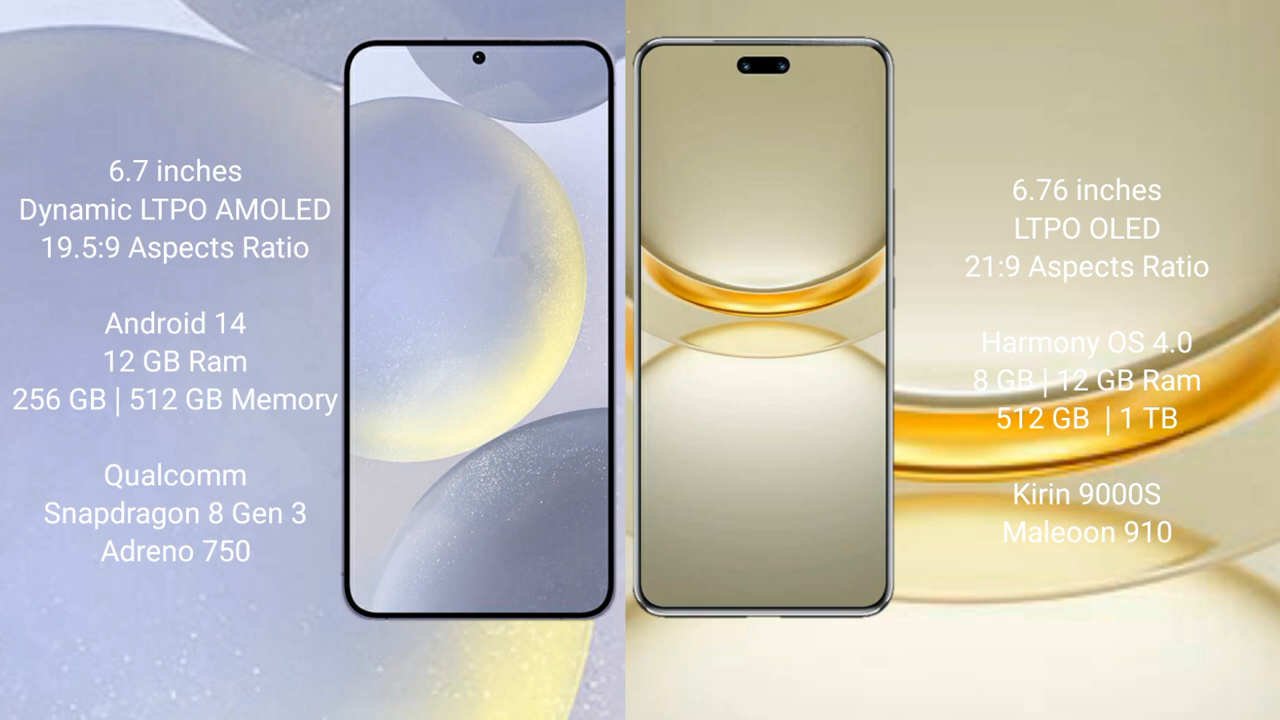 6.7 inches
Dynamic LTPO AMOLED
19.5:9 Aspects Ratio
Android 14
12 GB Ram
256 GB | 512 GB Memory
Qualcomm
Snapdragon 8 Gen 3
Adreno 750
6.76 inches
LTPO OLED
21:9 Aspects Ratio
Harmony OS 4.0
8 GB | 12 GB Ram
512 GB | 1 TB
Kirin 9000S
Maleoon 910